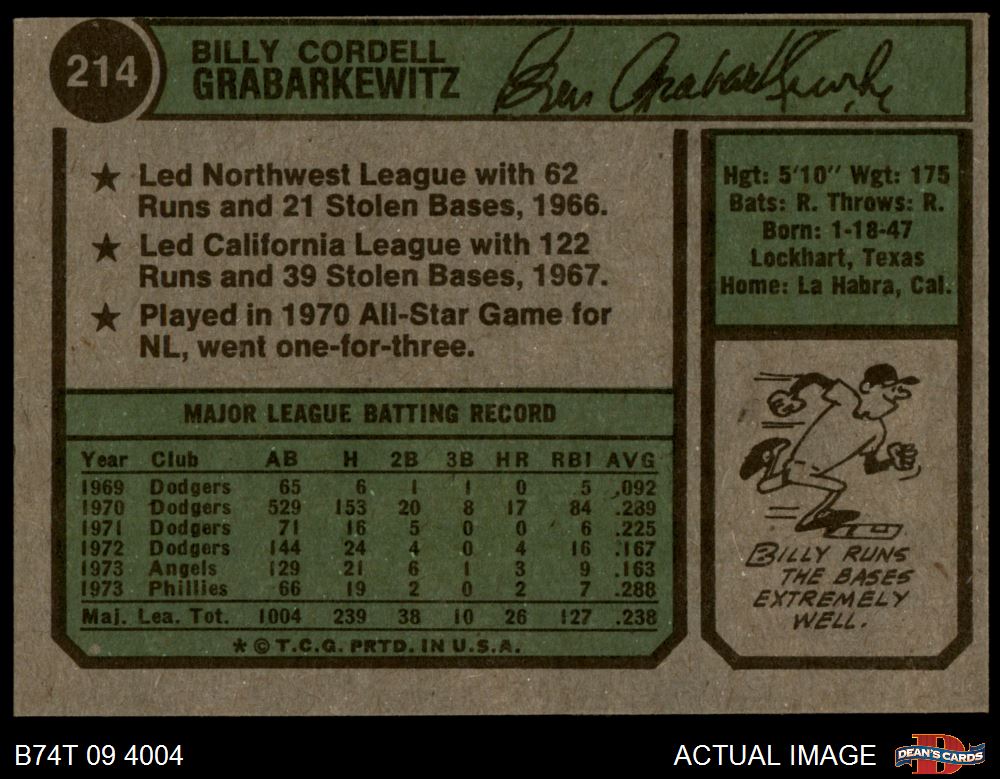 214
BILLY CORDELL
GRABARKEWITZ
★ Led Northwest League with 62
Runs and 21 Stolen Bases, 1966.
★ Led California League with 122
Runs and 39 Stolen Bases, 1967.
★ Played in 1970 All-Star Game for
NL, went one-for-three.
Hgt: 5'10" Wgt: 175
Bats: R. Throws: R.
Born: 1-18-47
Lockhart, Texas
Home: La Habra, Cal.
MAJOR LEAGUE BATTING RECORD
Year Club AB H 2B 3B HR RBI AVG
1969 Dodgers 65 6 1 1 0 5 .092
1970 Dodgers 529 153 20 8 17 84 .289
1971 Dodgers 71 16 5 0 0 6 .225
1972 Dodgers 144 24 4 0 4 16 .167
1973 Angels 129 21 6 1 3 9 .163
1973 Phillies 66 19 2 0 2 7 .288
Maj. Lea. Tot. 1004 239 38 10 26 127 .238
* © T.C.G. PRTD. IN U.S.A.
BILLY RUNS
THE BASES
EXTREMELY
WELL.
B74T 09 4004
ACTUAL IMAGE
DEAN'S CARDS